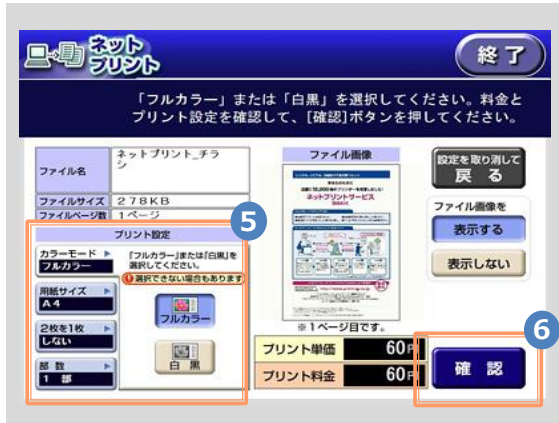 ネット
プリント
終了
「フルカラー」または「白黒」を選択してください。料金と
プリント設定を確認して、[確認]ボタンを押してください。
ファイル名
ネットプリント_チラ
シ
ファイルサイズ
278KB
ファイルページ数
1ページ
ファイル画像
ネットプリントサービス
※1ページ目です。
設定を取り消して
戻る
ファイル画像を
表示する
表示しない
5
プリント設定
カラーモード
フルカラー
用紙サイズ
A4
2枚を1枚
しない
部数
1 部
「フルカラー」または「白黒」を
選択してください。
選択できない場合もあります
フルカラー
白黒
プリント単価
60円
プリント料金
60円
6
確認